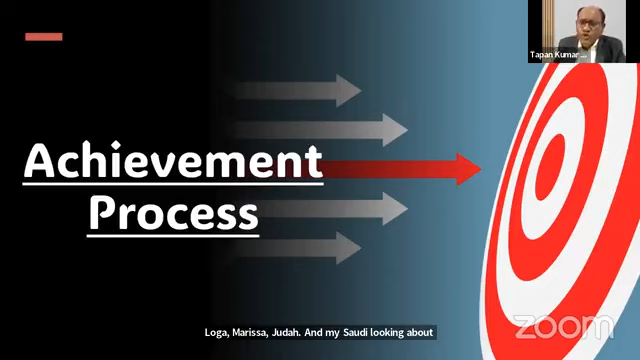 Tapan Kumar ...
Achievement
Process
Loga, Marissa, Judah. And my Saudi looking about
zoom